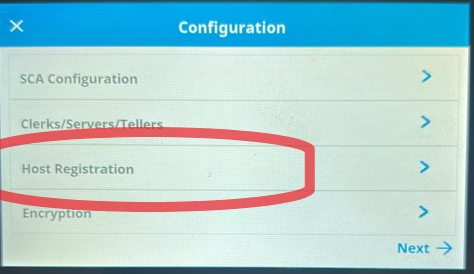 Configuration
SCA Configuration
Clerks/Servers/Tellers
Host Registration
Encryption
Next